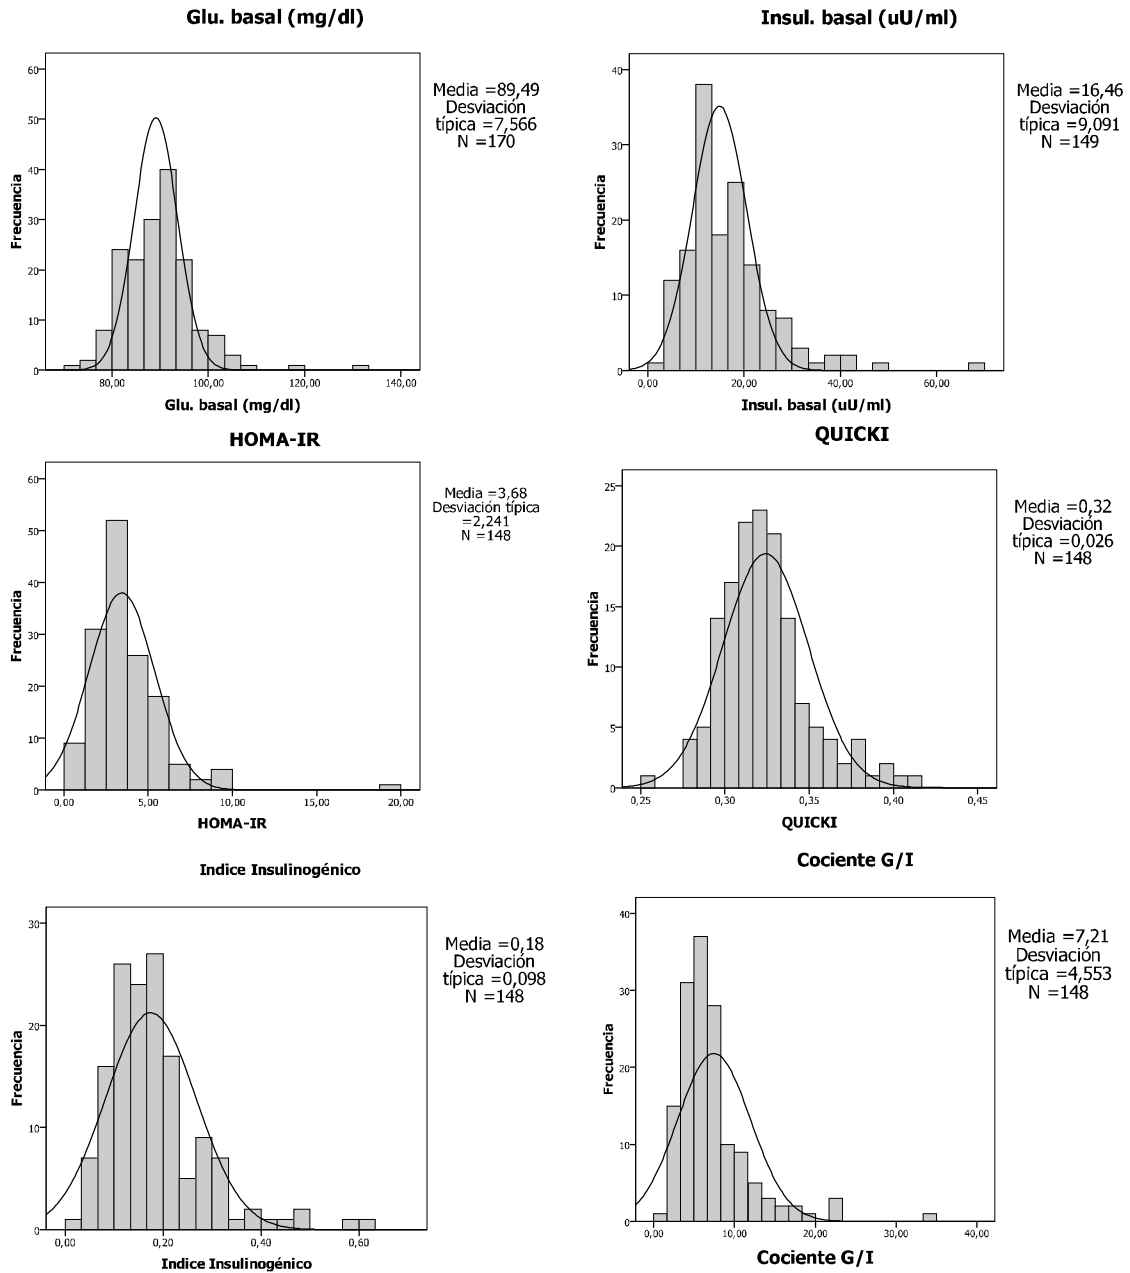 Glu. basal (mg/dl)
60
50
40
30
20
10
0
Frecuencia
80,00
100,00
120,00
140,00
Glu. basal (mg/dl)
Media =89,49
Desviación
típica =7,566
N =170
Insul. basal (uU/ml)
40
30
20
10
0
Frecuencia
0,00
20,00
40,00
60,00
Insul. basal (uU/ml)
Media =16,46
Desviación
típica =9,091
N =149
HOMA-IR
60
50
40
30
20
10
0
Frecuencia
0,00
5,00
10,00
15,00
20,00
HOMA-IR
Media =3,68
Desviación típica
=2,241
N =148
QUICKI
25
20
15
10
5
0
Frecuencia
0,25
0,30
0,35
0,40
0,45
QUICKI
Media =0,32
Desviación
típica =0,026
N =148
Indice Insulinogénico
30
20
10
0
Frecuencia
0,00
0,20
0,40
0,60
Indice Insulinogénico
Media =0,18
Desviación
típica =0,098
N =148
Cociente G/I
40
30
20
10
0
Frecuencia
0,00
10,00
20,00
30,00
40,00
Cociente G/I
Media =7,21
Desviación
típica =4,553
N =148